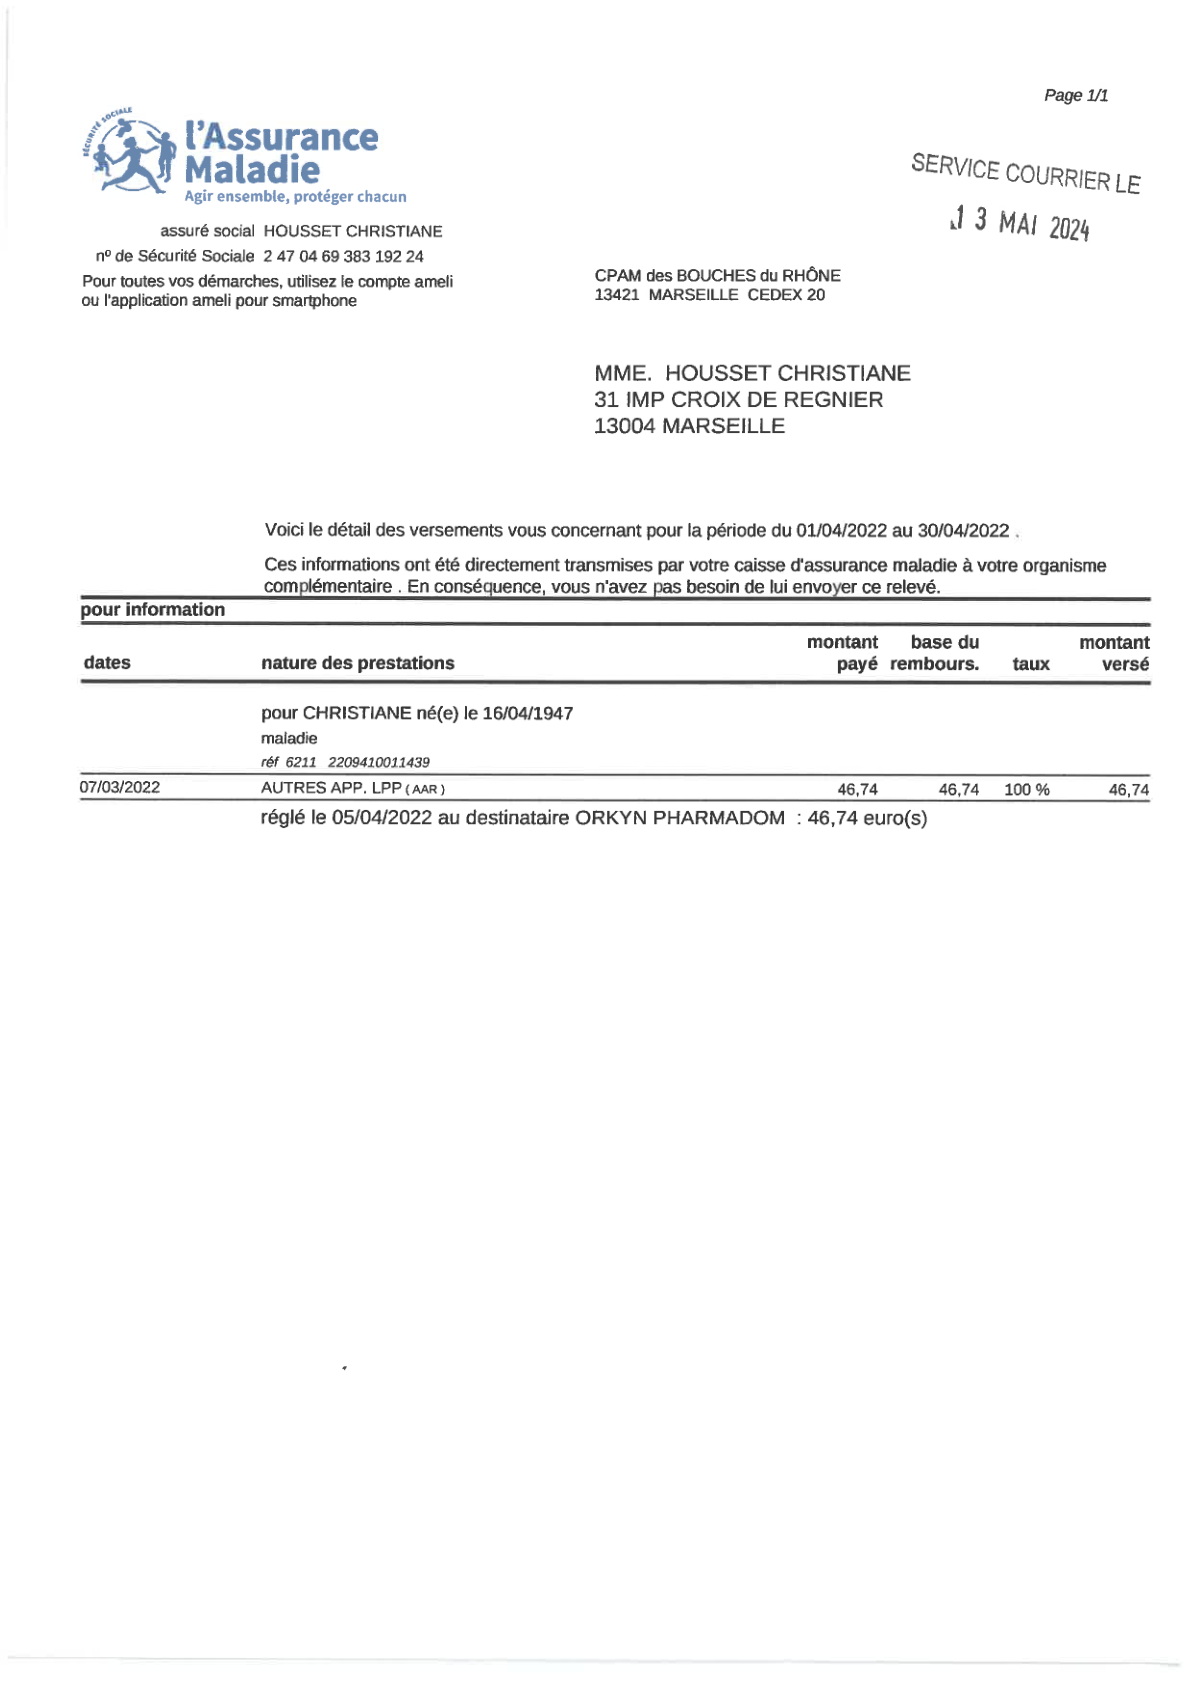 Page 1/1
SÉCURITÉ SOCIALE
l'Assurance
Maladie
Agir ensemble, protéger chacun
SERVICE COURRIER LE
13 MAI 2024
assuré social HOUSSET CHRISTIANE
nº de Sécurité Sociale 2 47 04 69 383 192 24
Pour toutes vos démarches, utilisez le compte ameli
ou l'application ameli pour smartphone
CPAM des BOUCHES du RHÔNE
13421 MARSEILLE CEDEX 20
MME. HOUSSET CHRISTIANE
31 IMP CROIX DE REGNIER
13004 MARSEILLE
Voici le détail des versements vous concernant pour la période du 01/04/2022 au 30/04/2022 .
Ces informations ont été directement transmises par votre caisse d'assurance maladie à votre organisme
complémentaire . En conséquence, vous n'avez pas besoin de lui envoyer ce relevé.
pour information
montant base du montant
dates nature des prestations payé rembours. taux versé
pour CHRISTIANE né(e) le 16/04/1947
maladie
réf 6211 2209410011439
07/03/2022 AUTRES APP. LPP ( AAR ) 46,74 46,74 100 % 46,74
réglé le 05/04/2022 au destinataire ORKYN PHARMADOM : 46,74 euro(s)